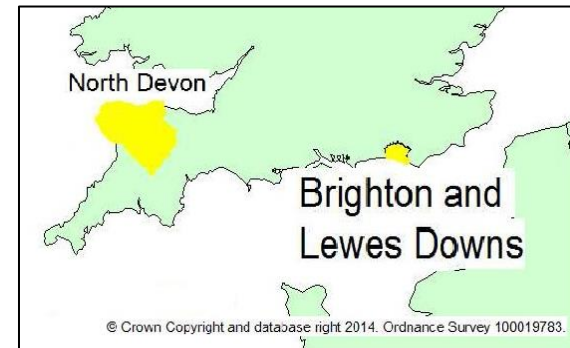 North Devon
Brighton and
Lewes Downs
© Crown Copyright and database right 2014. Ordnance Survey 100019783.